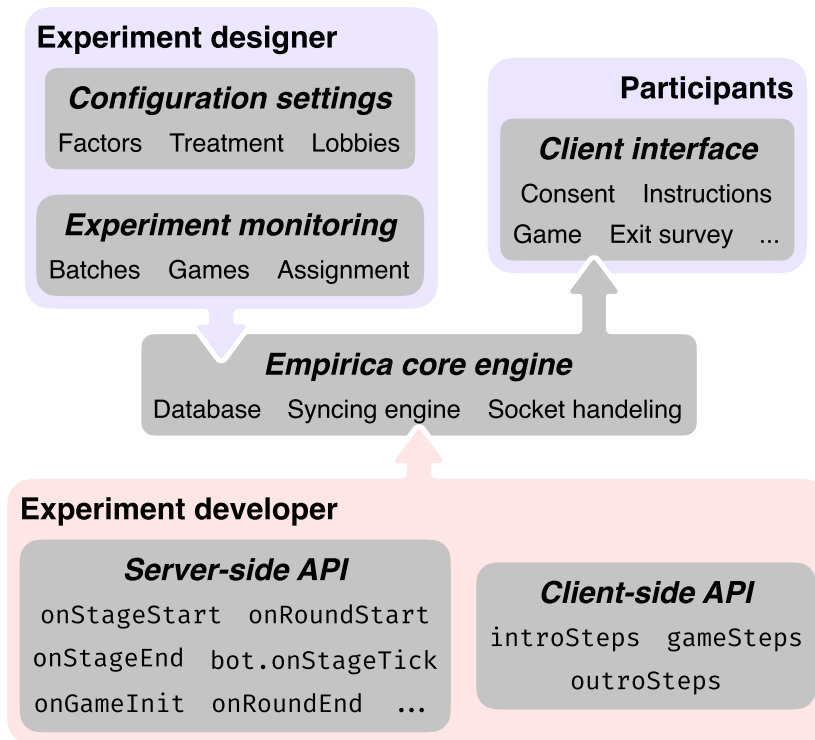 Experiment designer
Configuration settings
Factors Treatment Lobbies
Experiment monitoring
Batches Games Assignment
Participants
Client interface
Consent Instructions
Game Exit survey ...
Empirica core engine
Database Syncing engine Socket handeling
Experiment developer
Server-side API
onStageStart onRoundStart
onStageEnd bot.onStageTick
onGameInit onRoundEnd ...
Client-side API
introSteps gameSteps
outroSteps